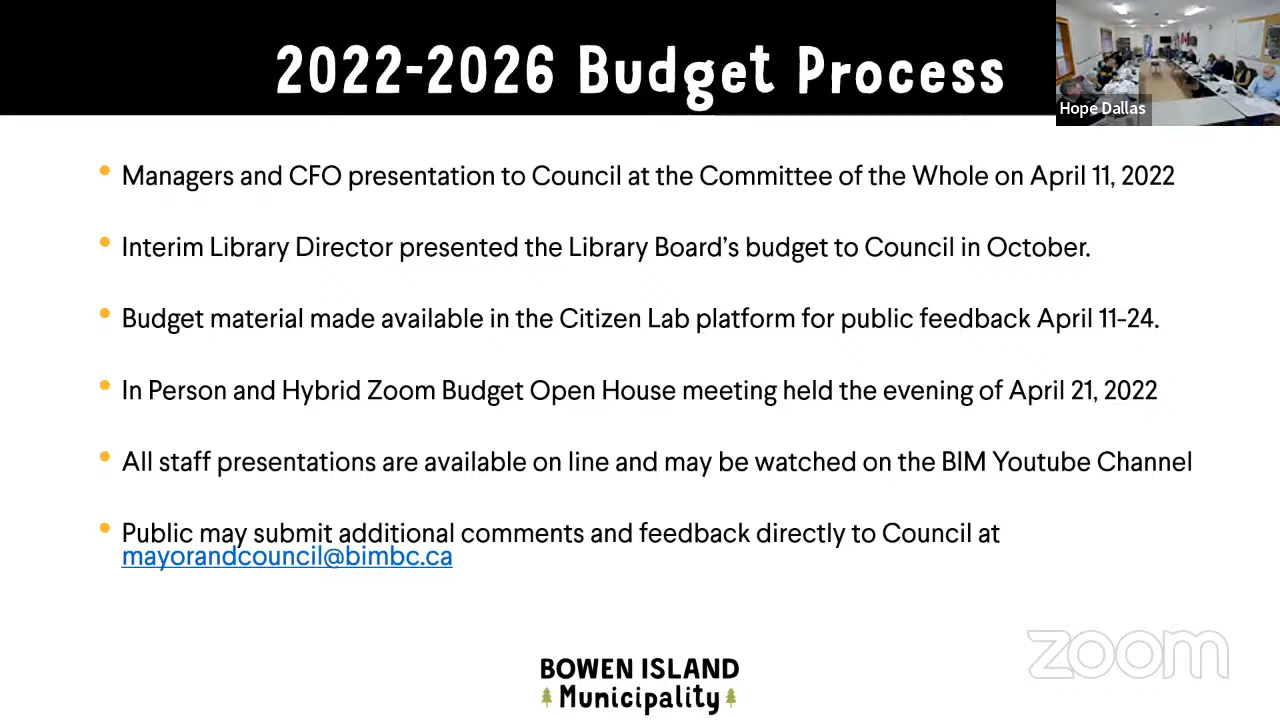 2022-2026 Budget Process
Hope Dallas
• Managers and CFO presentation to Council at the Committee of the Whole on April 11, 2022
• Interim Library Director presented the Library Board's budget to Council in October.
• Budget material made available in the Citizen Lab platform for public feedback April 11-24.
• In Person and Hybrid Zoom Budget Open House meeting held the evening of April 21, 2022
• All staff presentations are available on line and may be watched on the BIM Youtube Channel
• Public may submit additional comments and feedback directly to Council at
mayorandcouncil@bimbc.ca
zoom
BOWEN ISLAND
Municipality